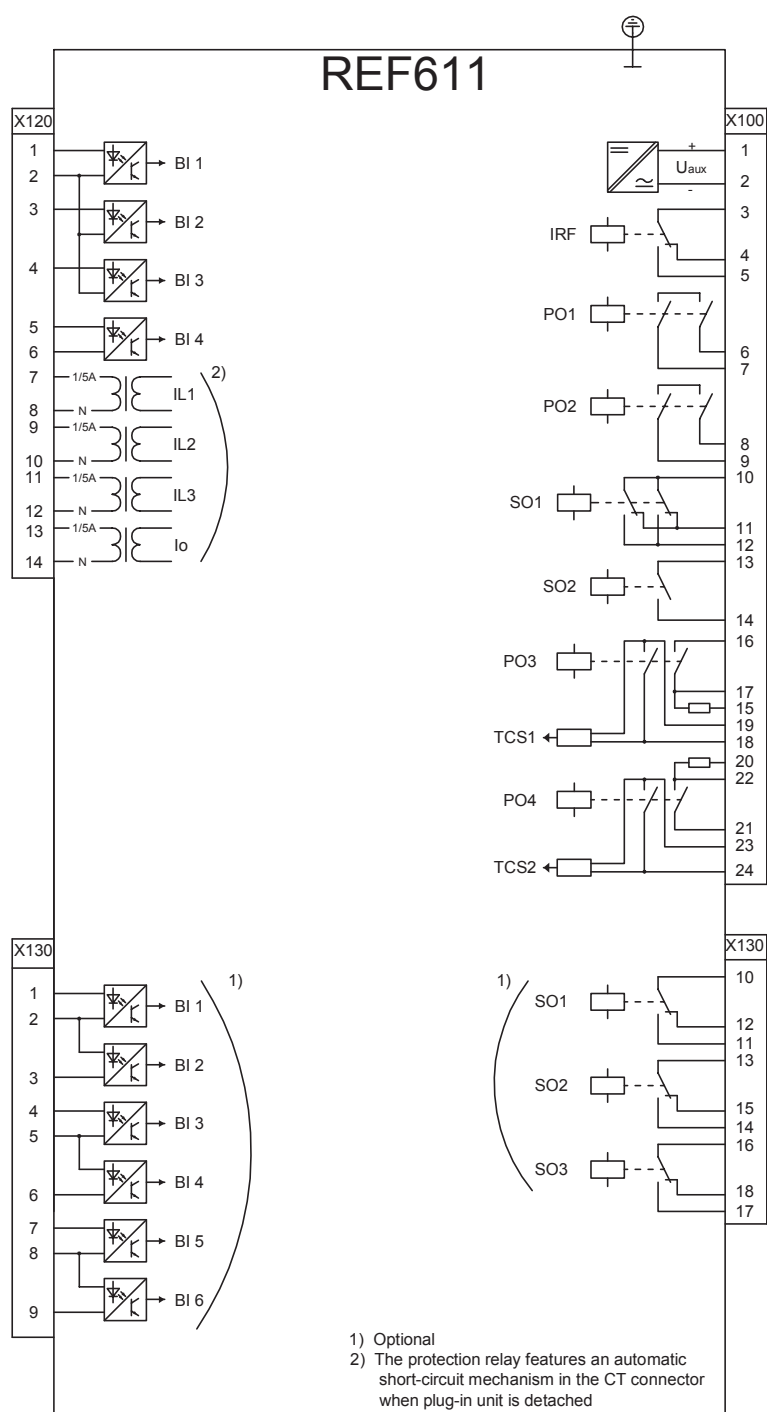 REF611
X120
1
2
BI 1
3
BI 2
4
BI 3
5
6
BI 4
7
1/5A
8
N
IL1
2)
9
1/5A
10
N
IL2
11
1/5A
12
N
IL3
13
1/5A
14
N
Io
X100
1
+
Uaux
2
-
3
IRF
4
5
PO1
6
7
PO2
8
9
10
SO1
11
12
13
SO2
14
16
PO3
17
15
19
TCS1
18
20
22
PO4
21
23
TCS2
24
X130
1
BI 1
2
BI 2
3
4
BI 3
5
BI 4
6
7
BI 5
8
BI 6
9
1)
X130
1)
10
SO1
12
11
13
SO2
15
14
16
SO3
18
17
1) Optional
2) The protection relay features an automatic
short-circuit mechanism in the CT connector
when plug-in unit is detached